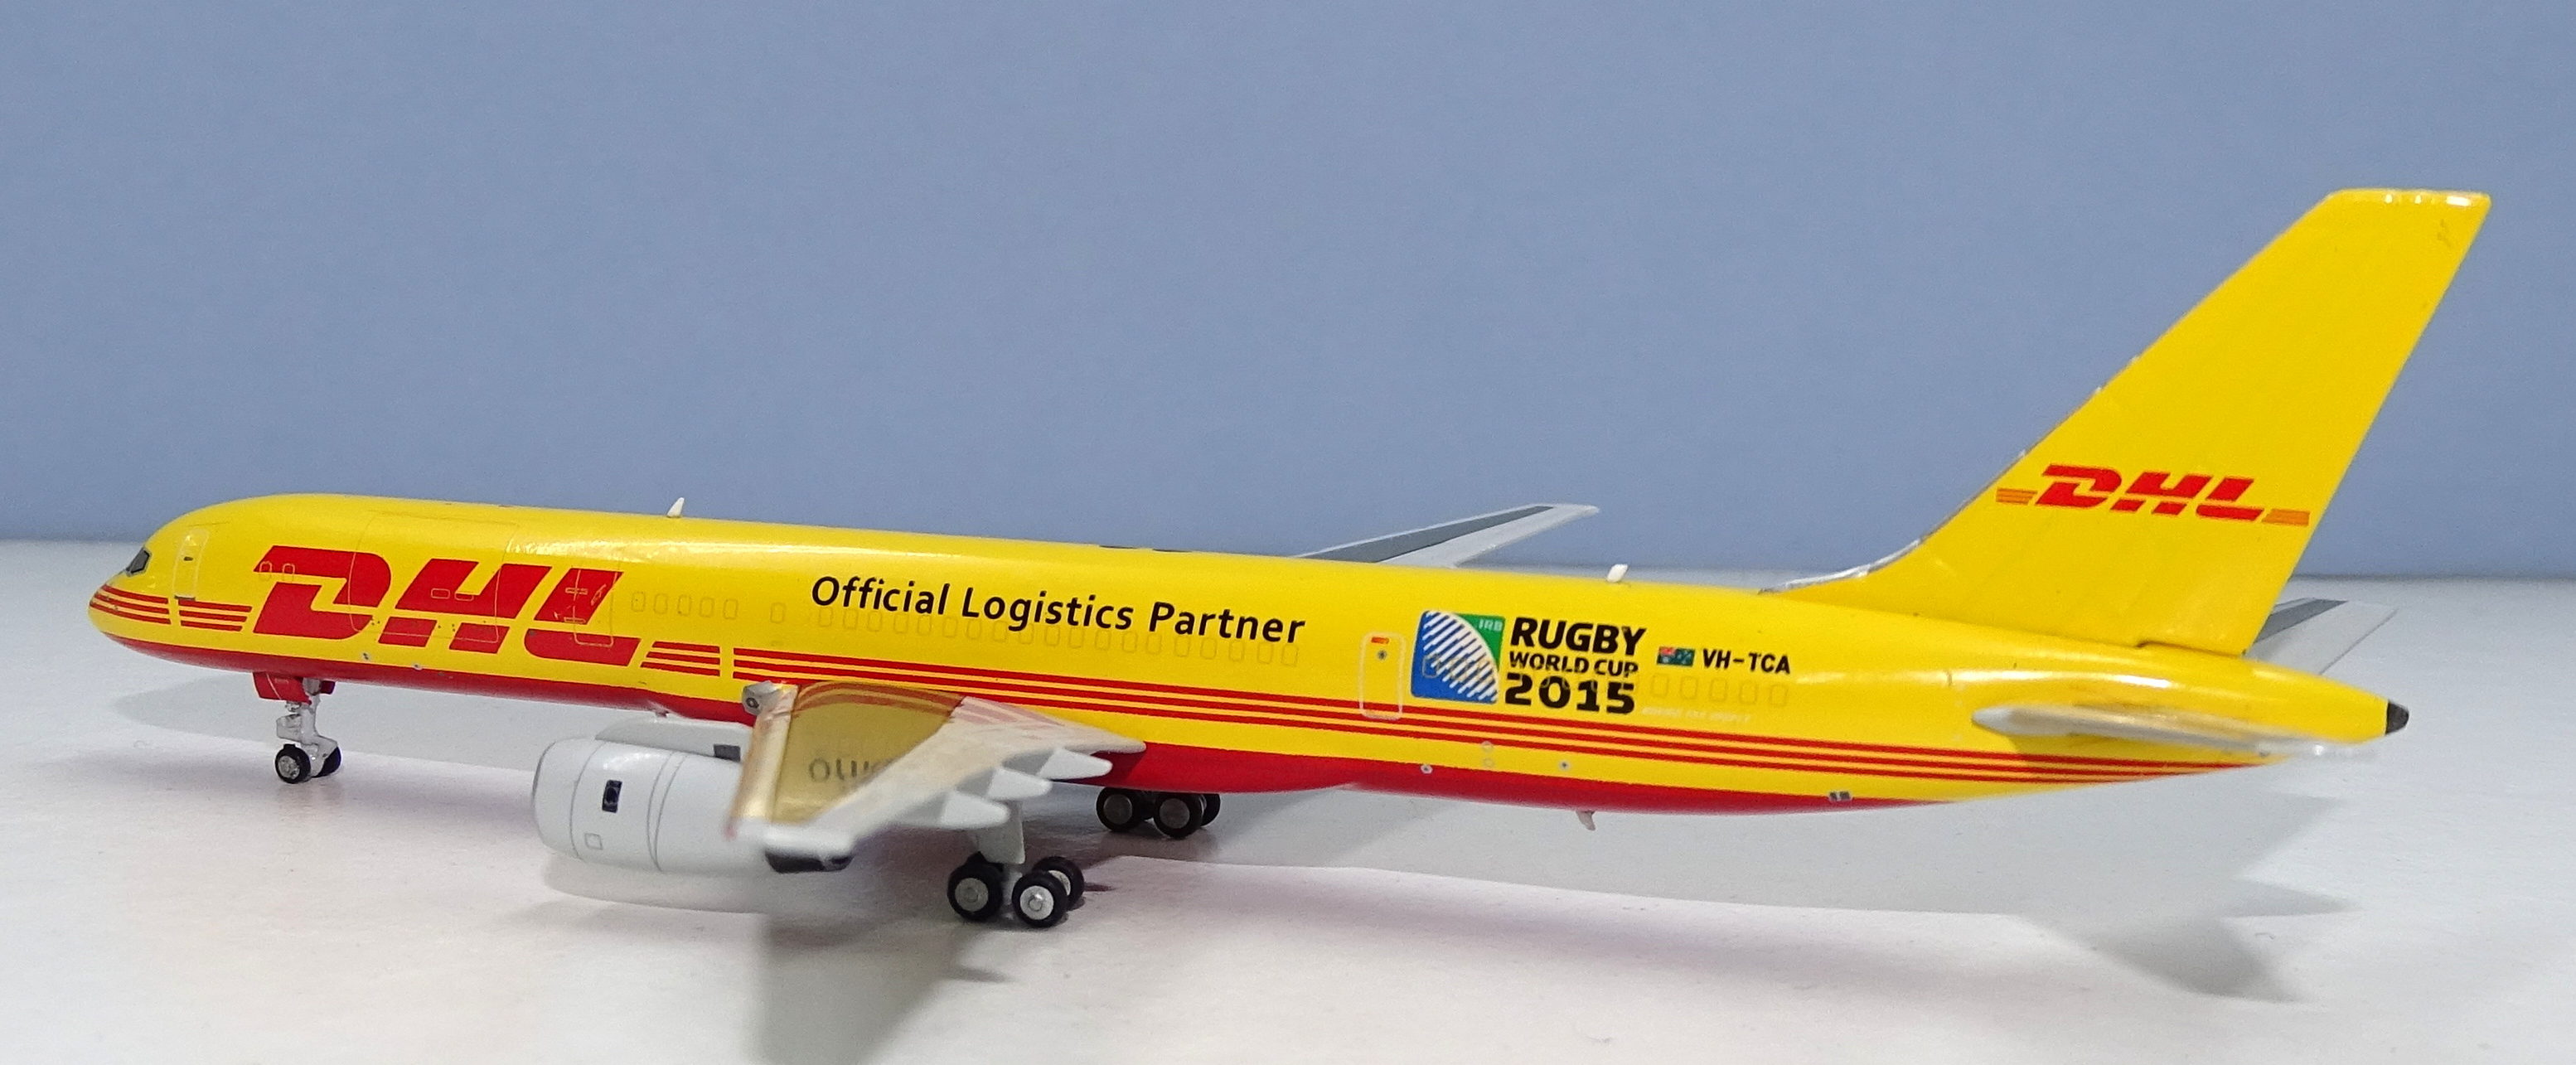 DHL
Official Logistics Partner
IRB
RUGBY
WORLD CUP
2015
VH-TCA
DHL